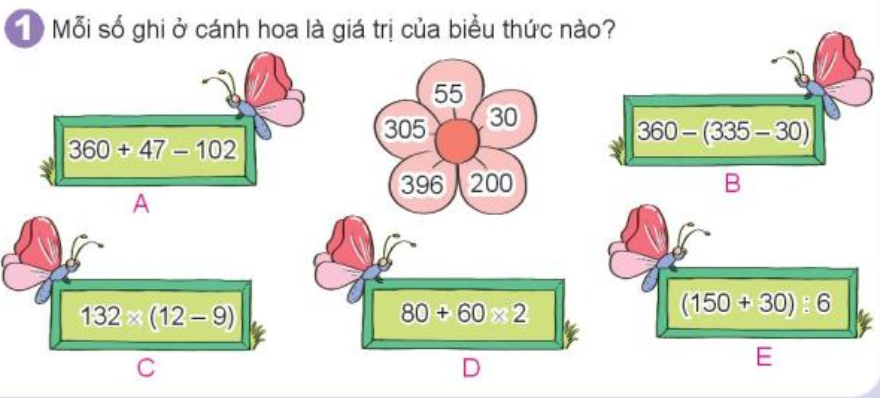 1 Mỗi số ghi ở cánh hoa là giá trị của biểu thức nào?
360 + 47 – 102
A
55
305
30
396
200
360 – (335 – 30)
B
132 × (12 – 9)
C
80 + 60 × 2
D
(150 + 30) : 6
E